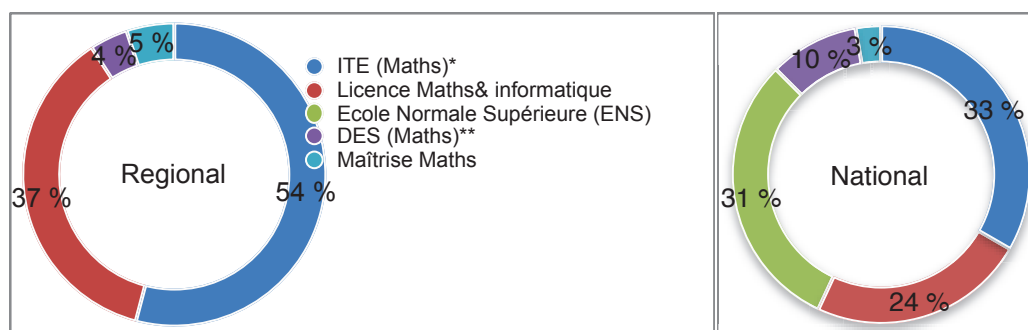 5 %
4 %
37 %
54 %
Regional
ITE (Maths)*
Licence Maths& informatique
Ecole Normale Supérieure (ENS)
DES (Maths)**
Maîtrise Maths
3 %
10 %
33 %
31 %
24 %
National